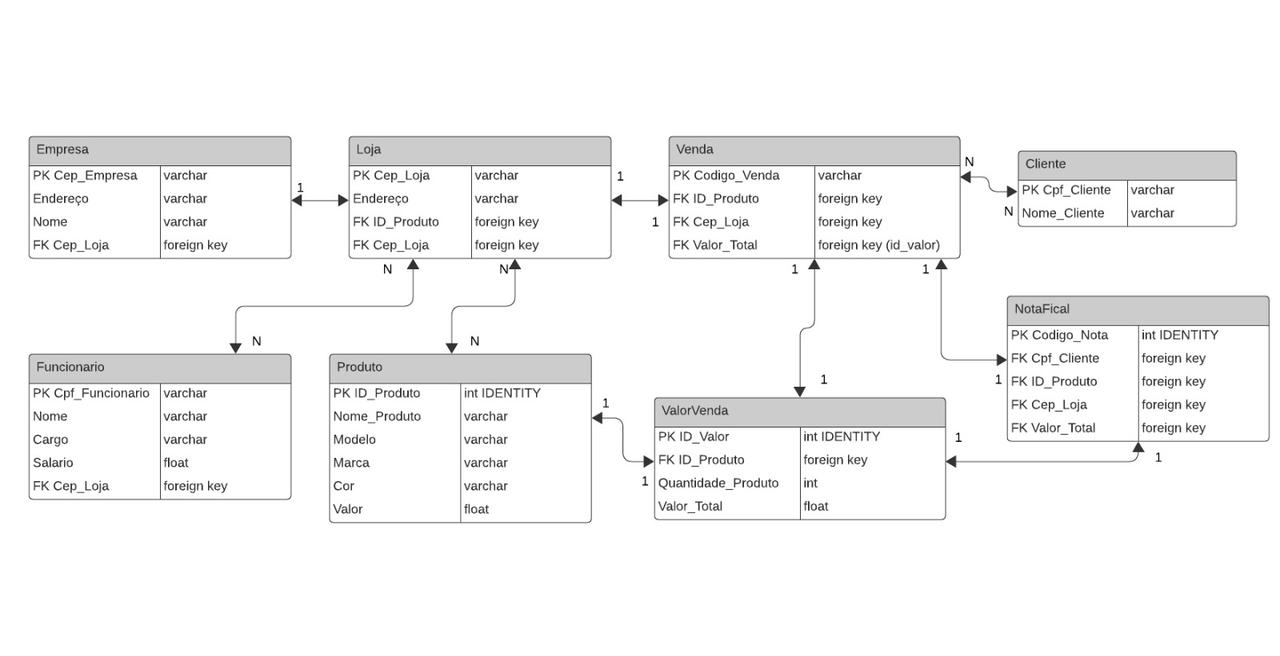 Empresa
PK Cep_Empresa varchar
Endereço varchar
Nome varchar
FK Cep_Loja foreign key
1
Loja
PK Cep_Loja varchar
Endereço varchar
FK ID_Produto foreign key
FK Cep_Loja foreign key
1
1
N
N
Venda
PK Codigo_Venda varchar
FK ID_Produto foreign key
FK Cep_Loja foreign key
FK Valor_Total foreign key (id_valor)
N
N
1
1
Cliente
PK Cpf_Cliente varchar
Nome_Cliente varchar
NotaFical
PK Codigo_Nota int IDENTITY
FK Cpf_Cliente foreign key
FK ID_Produto foreign key
FK Cep_Loja foreign key
FK Valor_Total foreign key
1
1
N
Funcionario
PK Cpf_Funcionario varchar
Nome varchar
Cargo varchar
Salario float
FK Cep_Loja foreign key
N
Produto
PK ID_Produto int IDENTITY
Nome_Produto varchar
Modelo varchar
Marca varchar
Cor varchar
Valor float
1
1
1
ValorVenda
PK ID_Valor int IDENTITY
FK ID_Produto foreign key
Quantidade_Produto int
Valor_Total float
1